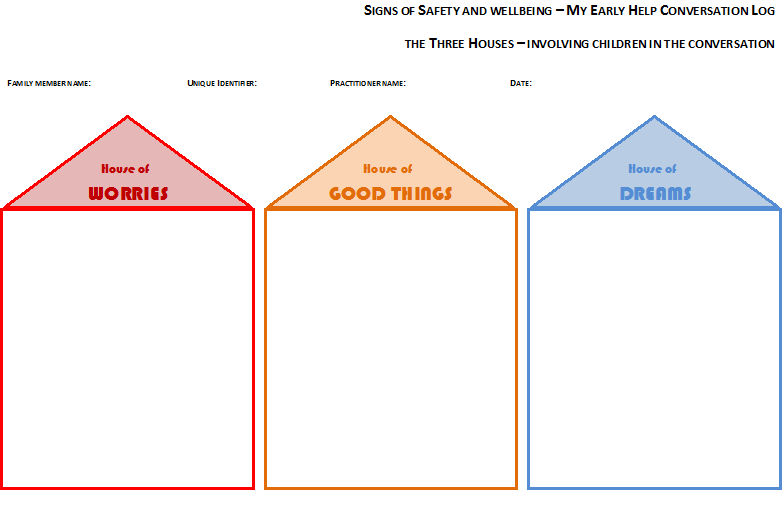 Signs of Safety and wellbeing – My Early Help Conversation Log
the Three Houses – involving children in the conversation
Family member name: Unique Identifier: Practitioner name: Date:
House of
WORRIES
House of
GOOD THINGS
House of
DREAMS